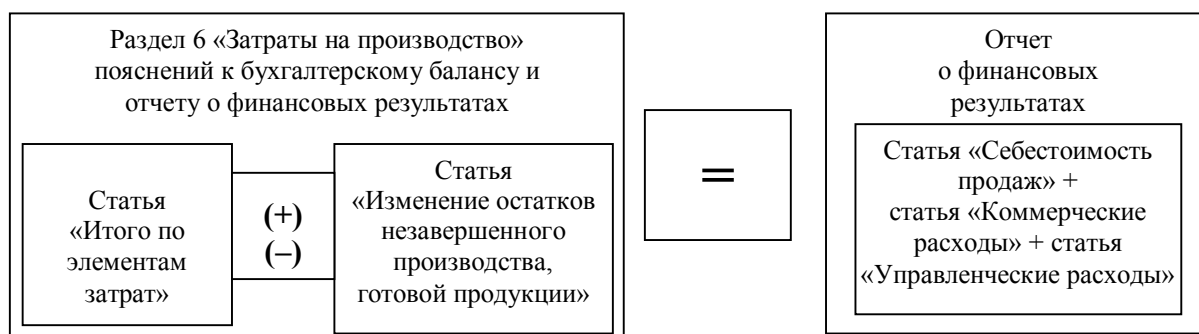 Раздел 6 «Затраты на производство»
пояснений к бухгалтерскому балансу и
отчету о финансовых результатах
Статья
«Итого по
элементам
затрат»
(+)
(–)
Статья
«Изменение остатков
незавершенного
производства,
готовой продукции»
=
Отчет
о финансовых
результатах
Статья «Себестоимость
продаж» +
статья «Коммерческие
расходы» + статья
«Управленческие расходы»